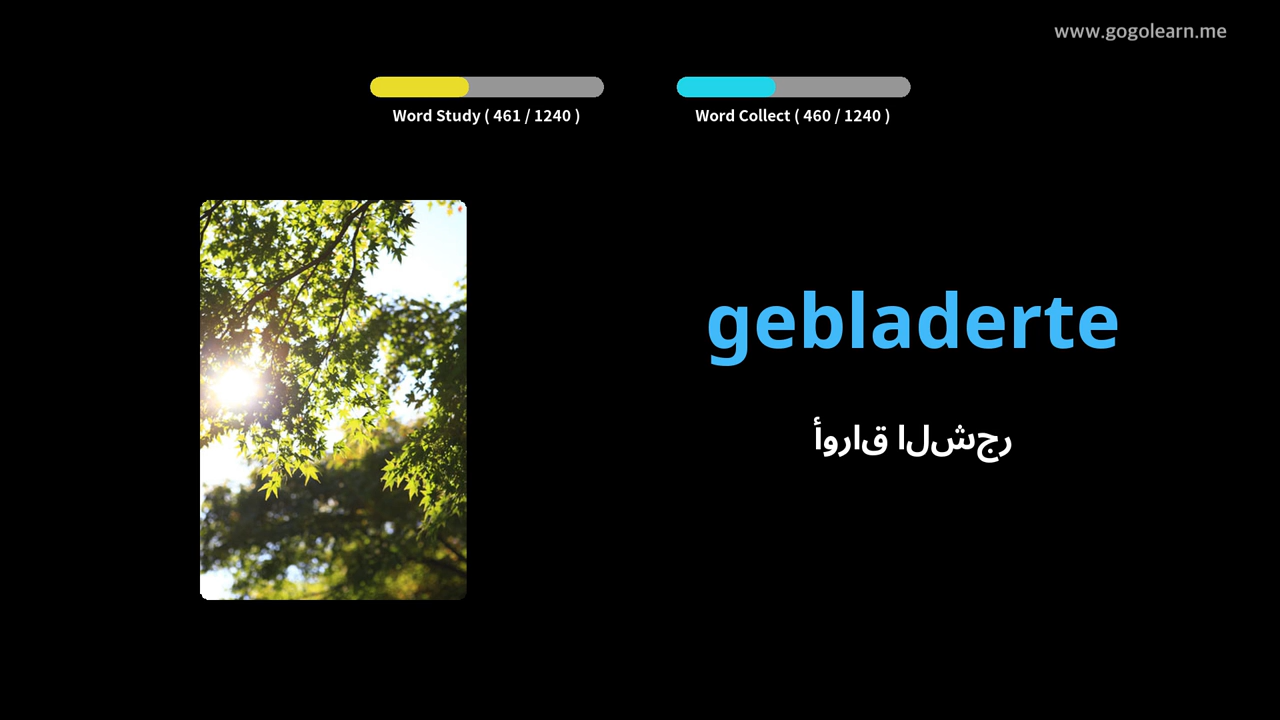 www.gogolearn.me
Word Study ( 461 / 1240 )
Word Collect ( 460 / 1240 )
gebladerte
أوراق الشجر